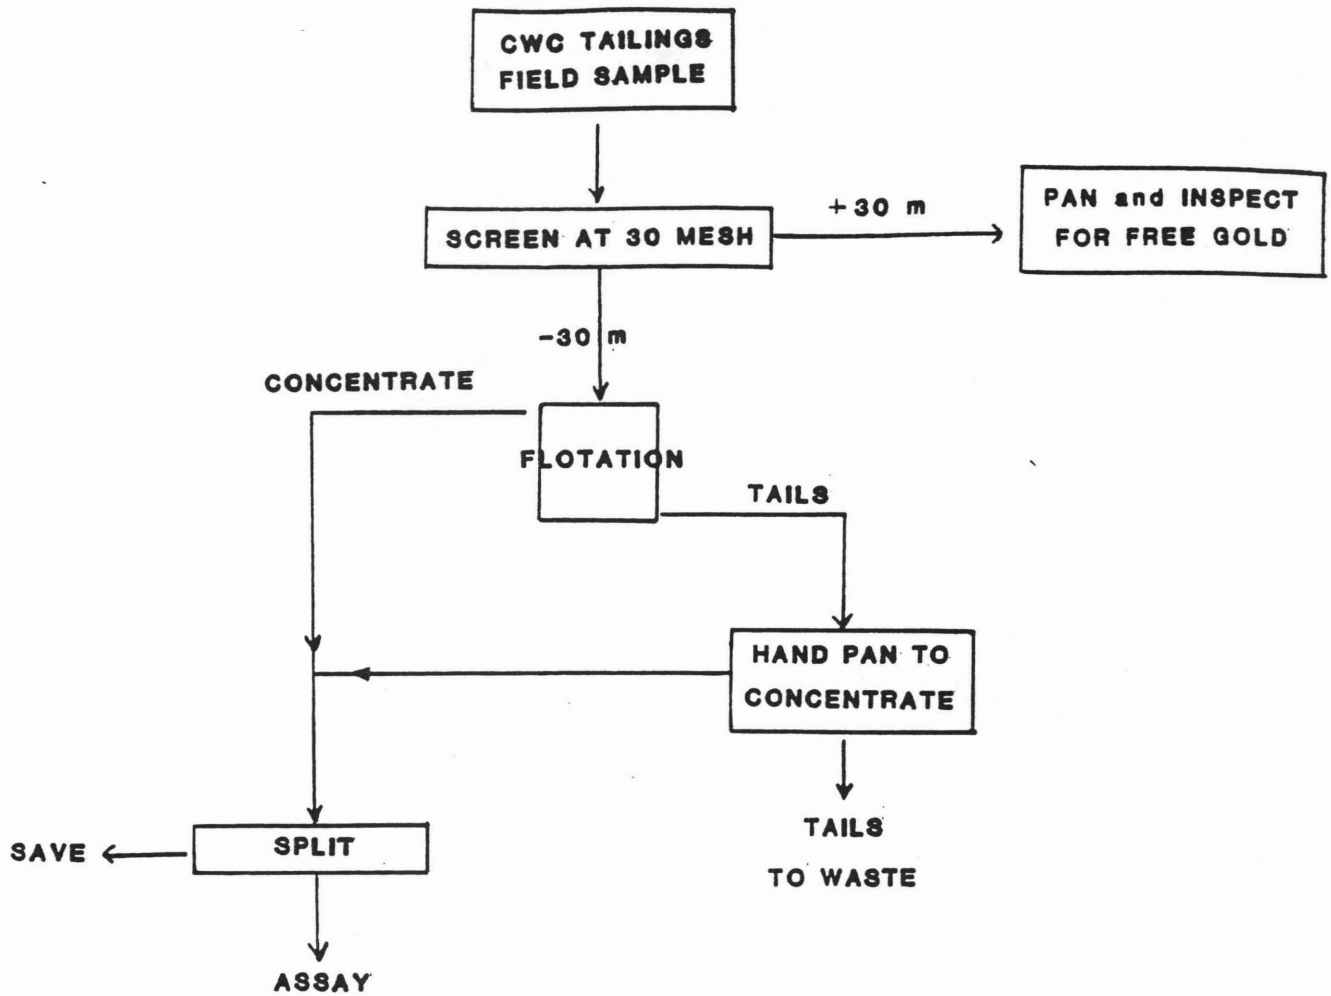 CWC TAILINGS
FIELD SAMPLE
SCREEN AT 30 MESH
+30 m
PAN and INSPECT
FOR FREE GOLD
-30 m
CONCENTRATE
FLOTATION
TAILS
HAND PAN TO
CONCENTRATE
TAILS
TO WASTE
SPLIT
SAVE
ASSAY